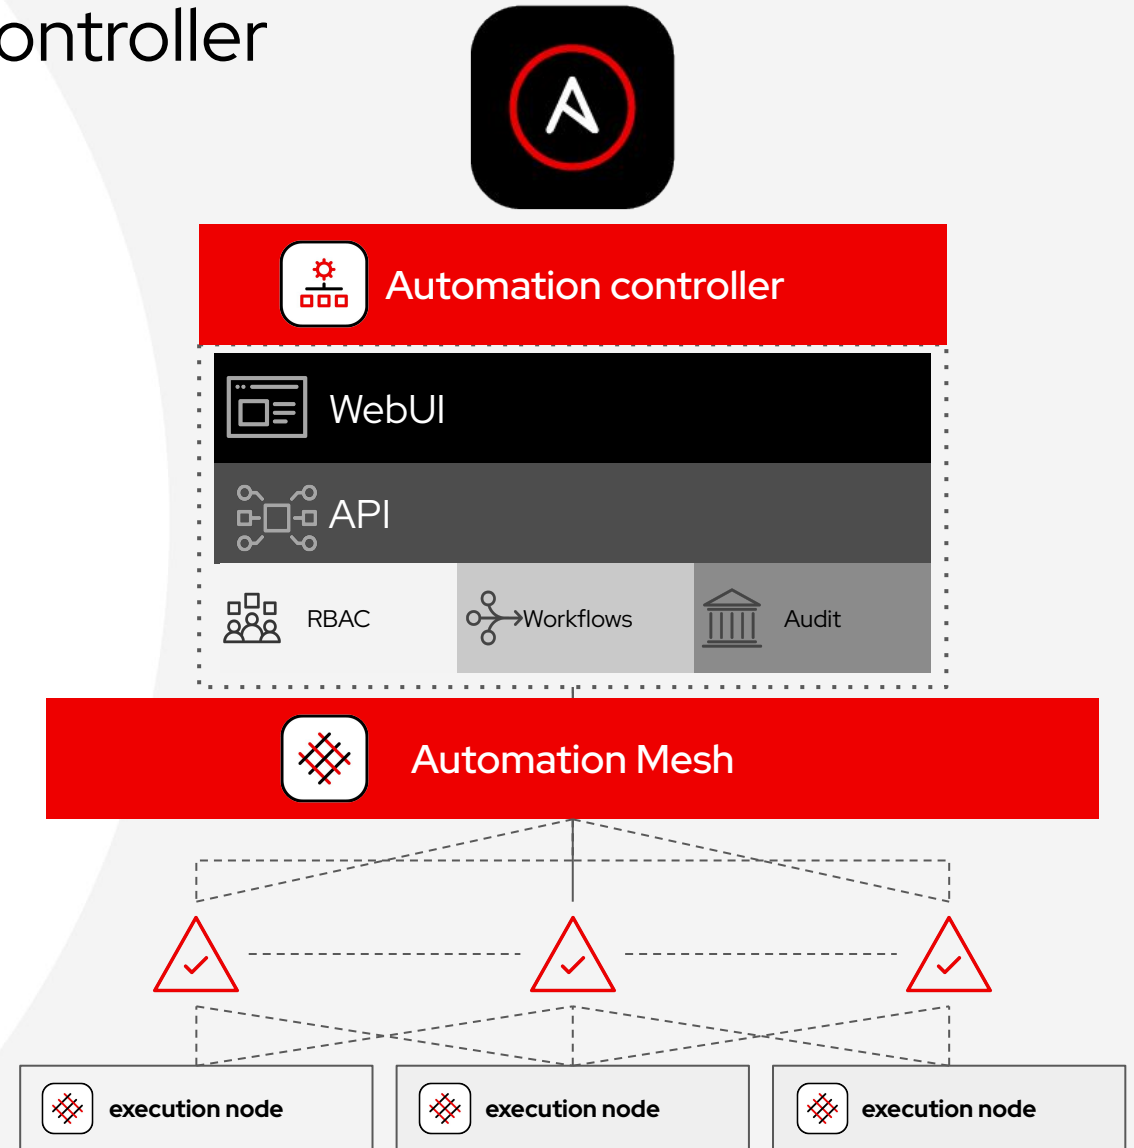 ontroller
Automation controller
WebUI
API
RBAC
Workflows
Audit
Automation Mesh
execution node
execution node
execution node